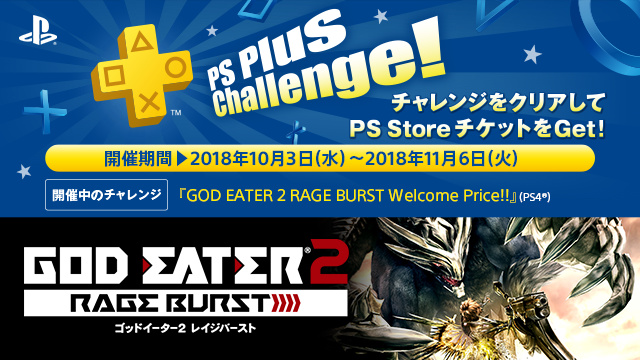 PS Plus
Challenge!
TM
チャレンジをクリアして
PS StoreチケットをGet!
開催期間▶2018年10月3日(水)～2018年11月6日(火)
開催中のチャレンジ 『GOD EATER 2 RAGE BURST Welcome Price!!』(PS4®)
GOD EATER® 2
RAGE BURST
ゴッドイーター2 レイジバースト